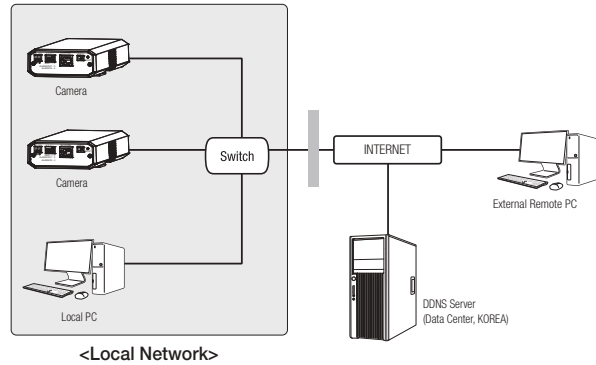 Camera
Camera
Switch
INTERNET
External Remote PC
Local PC
DDNS Server
(Data Center, KOREA)
<Local Network>